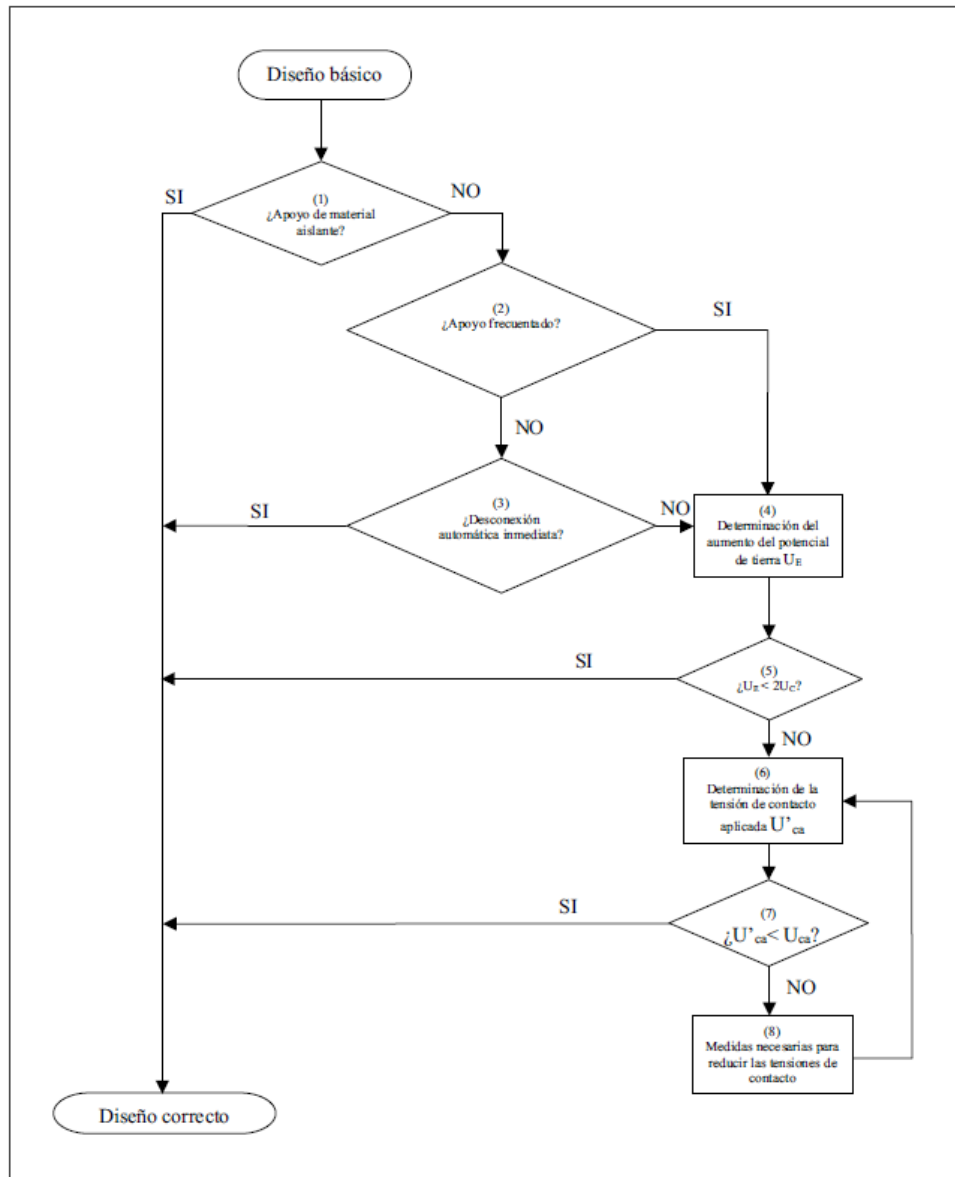 Diseño básico
SI
(1)
¿Apoyo de material
aislante?
NO
(2)
¿Apoyo frecuentado?
SI
NO
(3)
¿Desconexión
automática inmediata?
SI
NO
(4)
Determinación del
aumento del potencial
de tierra UE
SI
(5)
¿UE < 2UC?
NO
(6)
Determinación de la
tensión de contacto
aplicada U’ca
SI
(7)
¿U’ca< Uca?
NO
(8)
Medidas necesarias para
reducir las tensiones de
contacto
Diseño correcto